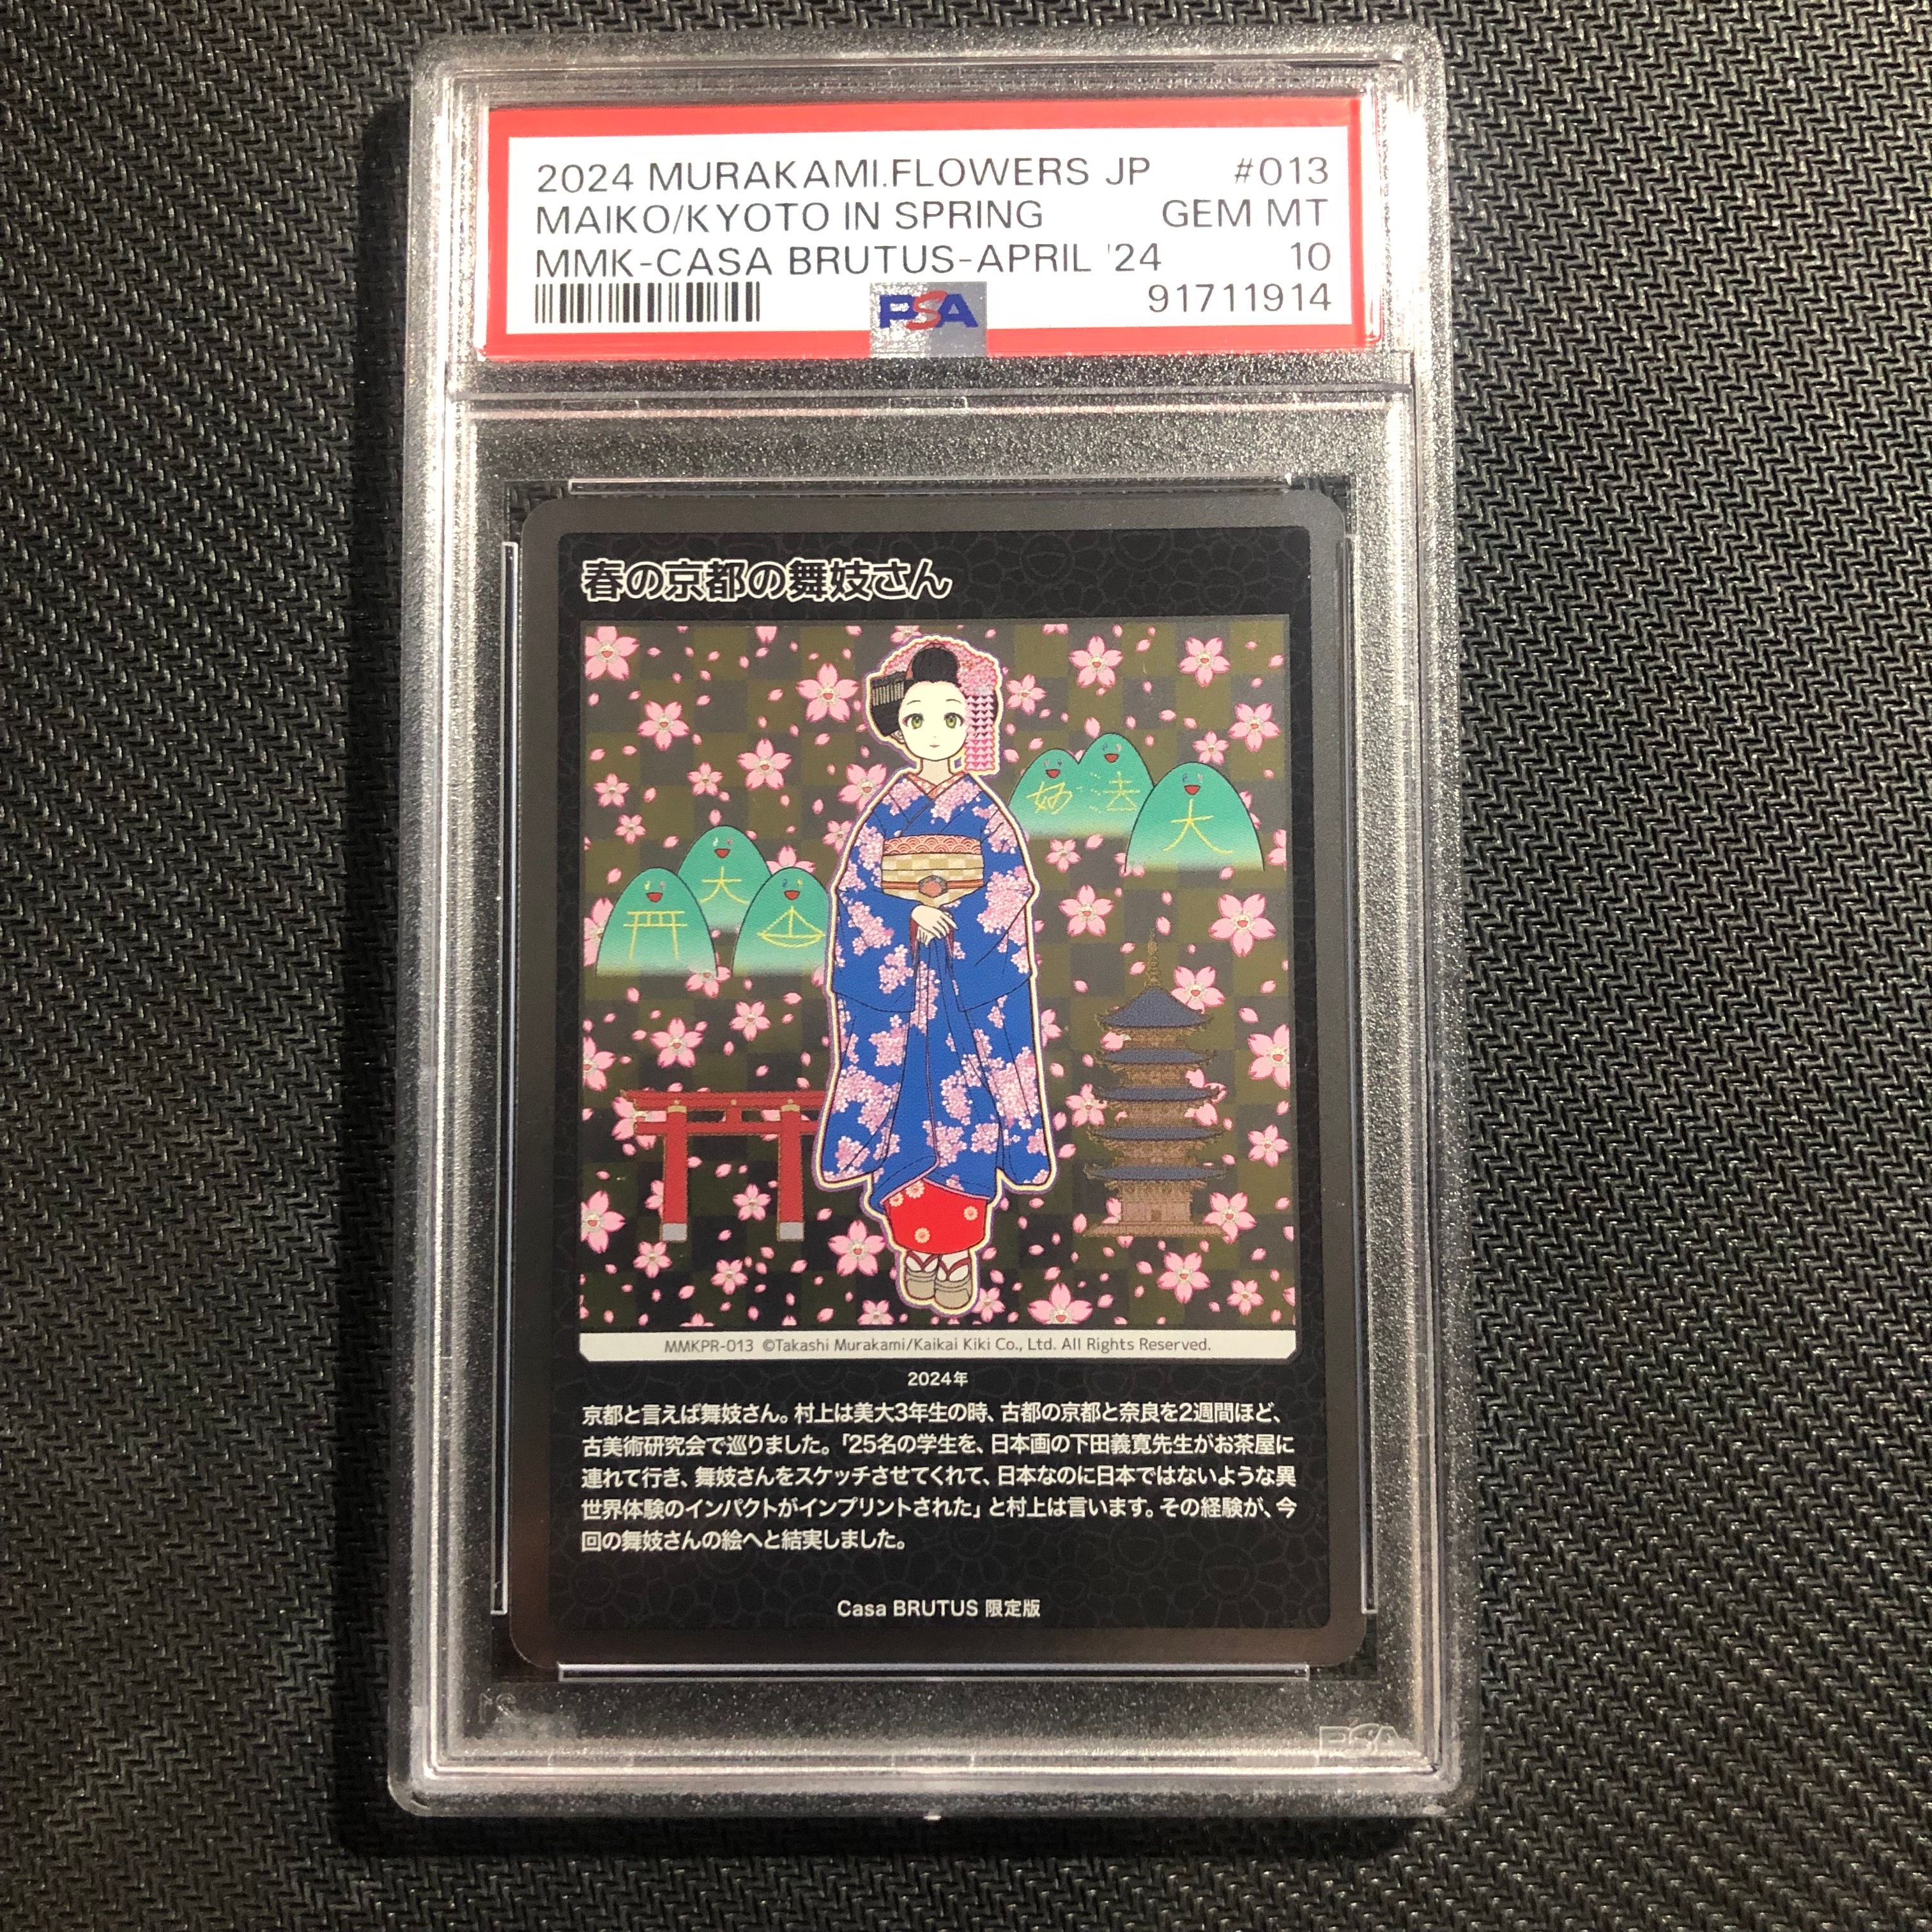 2024 MURAKAMI.FLOWERS JP #013
MAIKO/KYOTO IN SPRING GEM MT
MMK-CASA BRUTUS-APRIL '24 10
PSA 91711914
春の京都の舞妓さん
妙 法 大
大
MMKPR-013 ©Takashi Murakami/Kaikai Kiki Co., Ltd. All Rights Reserved.
2024年
京都と言えば舞妓さん。村上は美大3年生の時、古都の京都と奈良を2週間ほど、
古美術研究会で巡りました。「25名の学生を、日本画の下田義寛先生がお茶屋に
連れて行き、舞妓さんをスケッチさせてくれて、日本なのに日本ではないような異
世界体験のインパクトがインプリントされた」と村上は言います。その経験が、今
回の舞妓さんの絵へと結実しました。
Casa BRUTUS 限定版
PSA